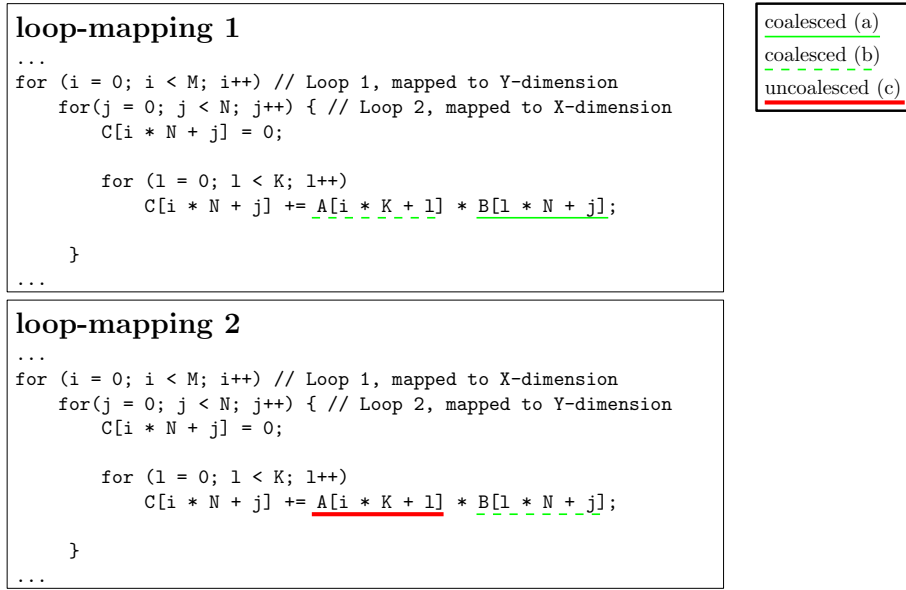 loop-mapping 1
...
for (i = 0; i < M; i++) // Loop 1, mapped to Y-dimension
    for(j = 0; j < N; j++) { // Loop 2, mapped to X-dimension
        C[i * N + j] = 0;
        for (l = 0; l < K; l++)
            C[i * N + j] += A[i * K + l] * B[l * N + j];
     }
...
loop-mapping 2
...
for (i = 0; i < M; i++) // Loop 1, mapped to X-dimension
    for(j = 0; j < N; j++) { // Loop 2, mapped to Y-dimension
        C[i * N + j] = 0;
        for (l = 0; l < K; l++)
            C[i * N + j] += A[i * K + l] * B[l * N + j];
     }
...
coalesced (a)
coalesced (b)
uncoalesced (c)